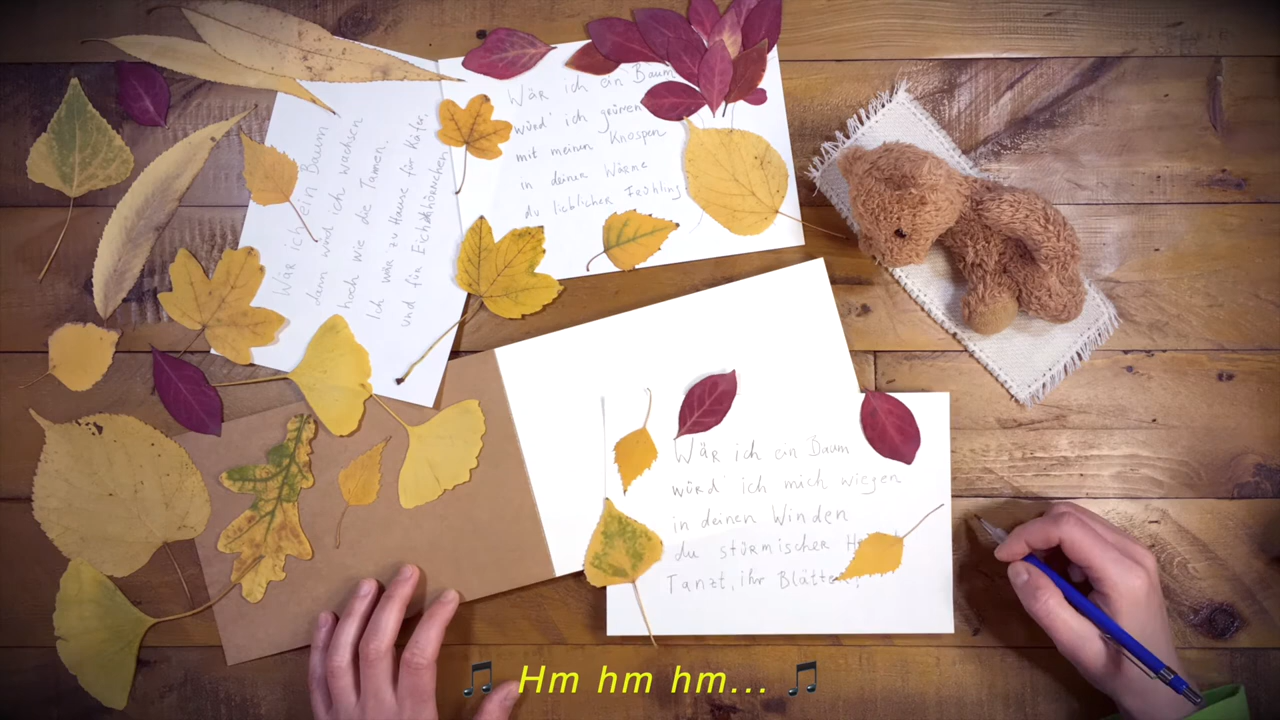 Wär ich ein Baum
dann würd ich wachsen
hoch wie die Tannen.
Ich wär zu Hause für Käfer,
und für Eichhörnchen
Wär ich ein Baum
würd' ich grünen
mit meinen Knospen
in deiner Wärme
du lieblicher Frühling
Wär ich ein Baum
würd' ich mich wiegen
in deinen Winden
du stürmischer
Tanzt, ihr Blätter
♫ Hm hm hm... ♫